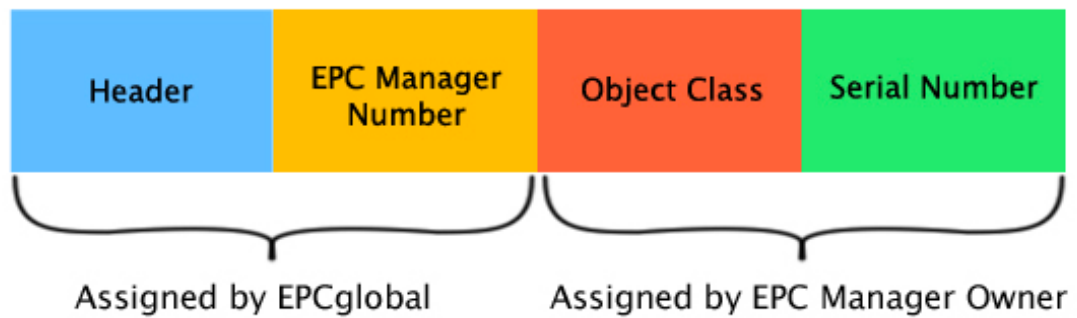 Header
EPC Manager
Number
Object Class
Serial Number
Assigned by EPCglobal
Assigned by EPC Manager Owner